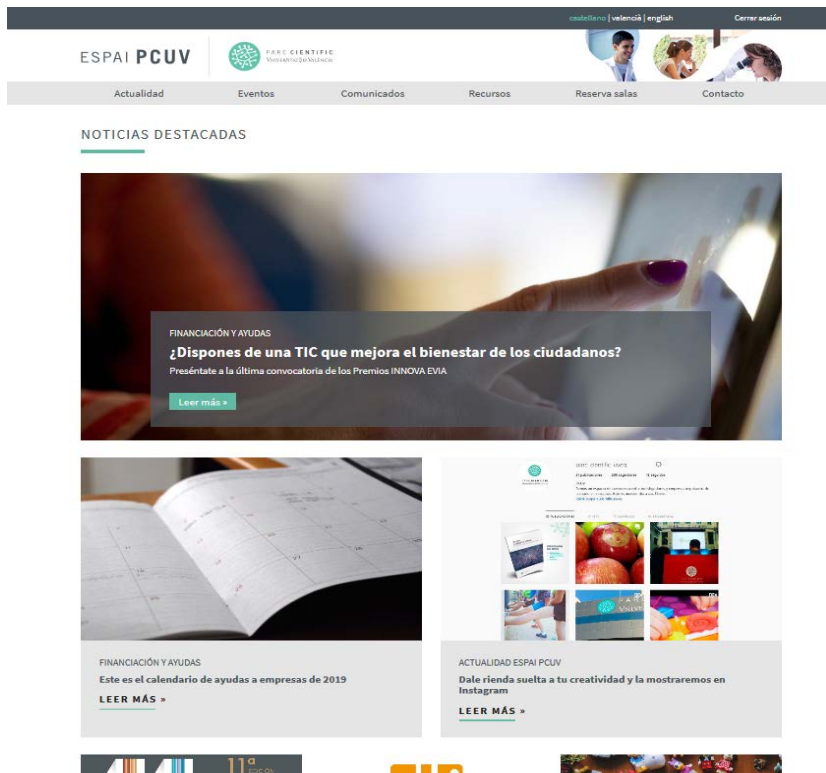 castellano | valencià | english
Cerrar sesión
ESPAI PCUV
PARC CIENTÍFIC
Actualidad
Eventos
Comunicados
Recursos
Reserva salas
Contacto
NOTICIAS DESTACADAS
FINANCIACIÓN Y AYUDAS
¿Dispones de una TIC que mejora el bienestar de los ciudadanos?
Preséntate a la última convocatoria de los Premios INNOVA EVIA
Leer más »
FINANCIACIÓN Y AYUDAS
Este es el calendario de ayudas a empresas de 2019
LEER MÁS »
ACTUALIDAD ESPAI PCUV
Dale rienda suelta a tu creatividad y la mostraremos en
Instagram
LEER MÁS »
11ª